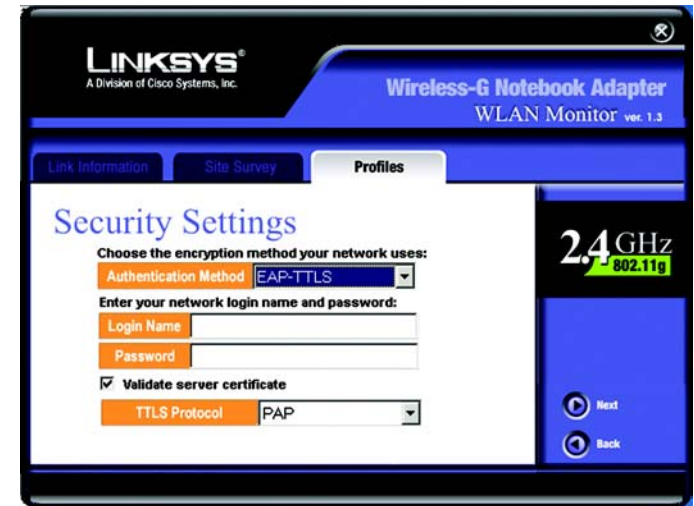 LINKSYS®
A Division of Cisco Systems, Inc.
Wireless-G Notebook Adapter
WLAN Monitor ver. 1.3
Link Information Site Survey Profiles
Security Settings
Choose the encryption method your network uses:
Authentication Method EAP-TTLS
Enter your network login name and password:
Login Name
Password
Validate server certificate
TTLS Protocol PAP
2.4 GHz
802.11g
Next
Back